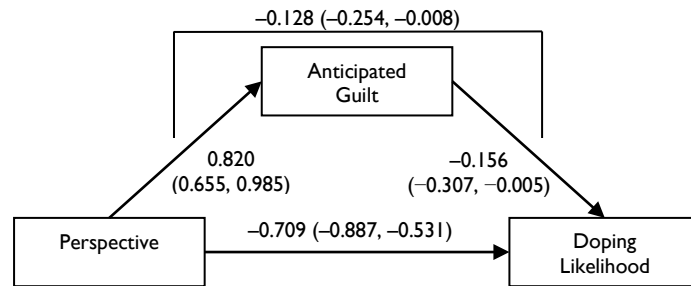 –0.128 (–0.254, –0.008)
Anticipated
Guilt
0.820
(0.655, 0.985)
–0.156
(−0.307, −0.005)
Perspective
–0.709 (–0.887, –0.531)
Doping
Likelihood